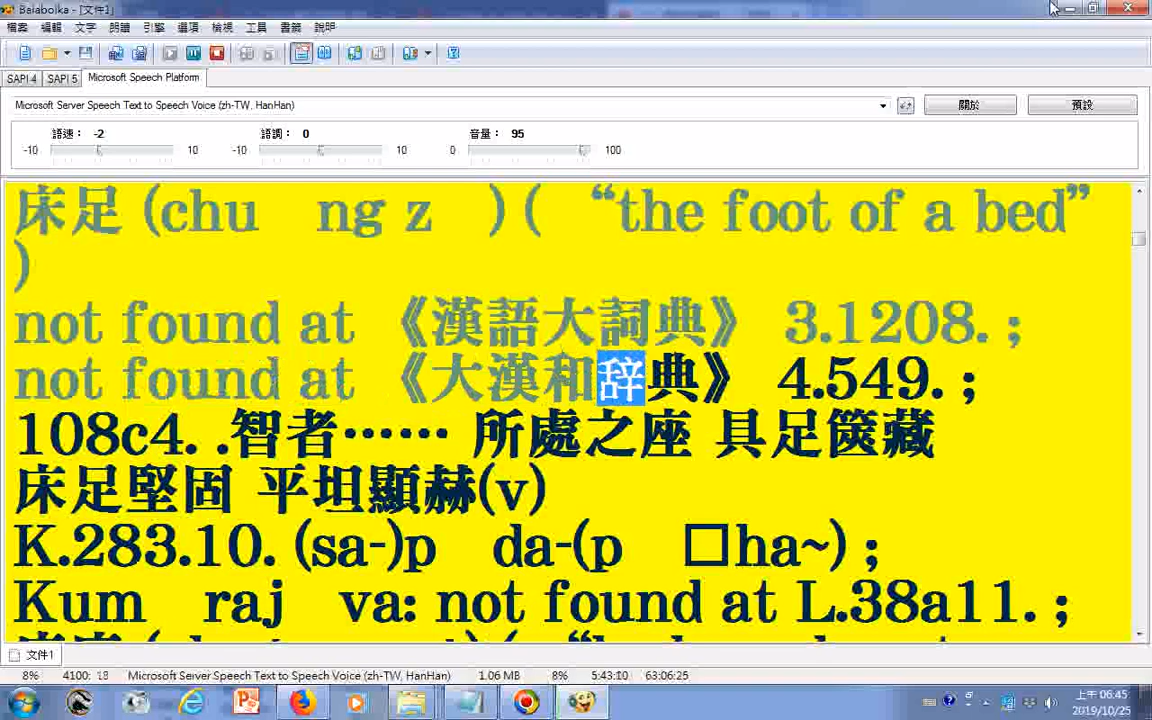 Balabolka - [文件1]
檔案 編輯 文字 朗讀 引擎 選項 檢視 工具 書籤 說明
SAPI 4 SAPI 5 Microsoft Speech Platform
Microsoft Server Speech Text to Speech Voice (zh-TW, HanHan) 關於 預設
語速： -2 語調： 0 音量： 95
-10 10 -10 10 0 100
床足 (chu ng z )( “the foot of a bed”
)
not found at 《漢語大詞典》 3.1208. ;
not found at 《大漢和辞典》 4.549. ;
108c4. .智者…… 所處之座 具足篋藏
床足堅固 平坦顯赫(v)
K.283.10. (sa-)p da-(p □ha~) ;
Kum raj va: not found at L.38a11. ;
文件1
8% 4100: 18 Microsoft Server Speech Text to Speech Voice (zh-TW, HanHan) 1.06 MB 8% 5:43:10 63:06:25
上午 06:45
2019/10/25